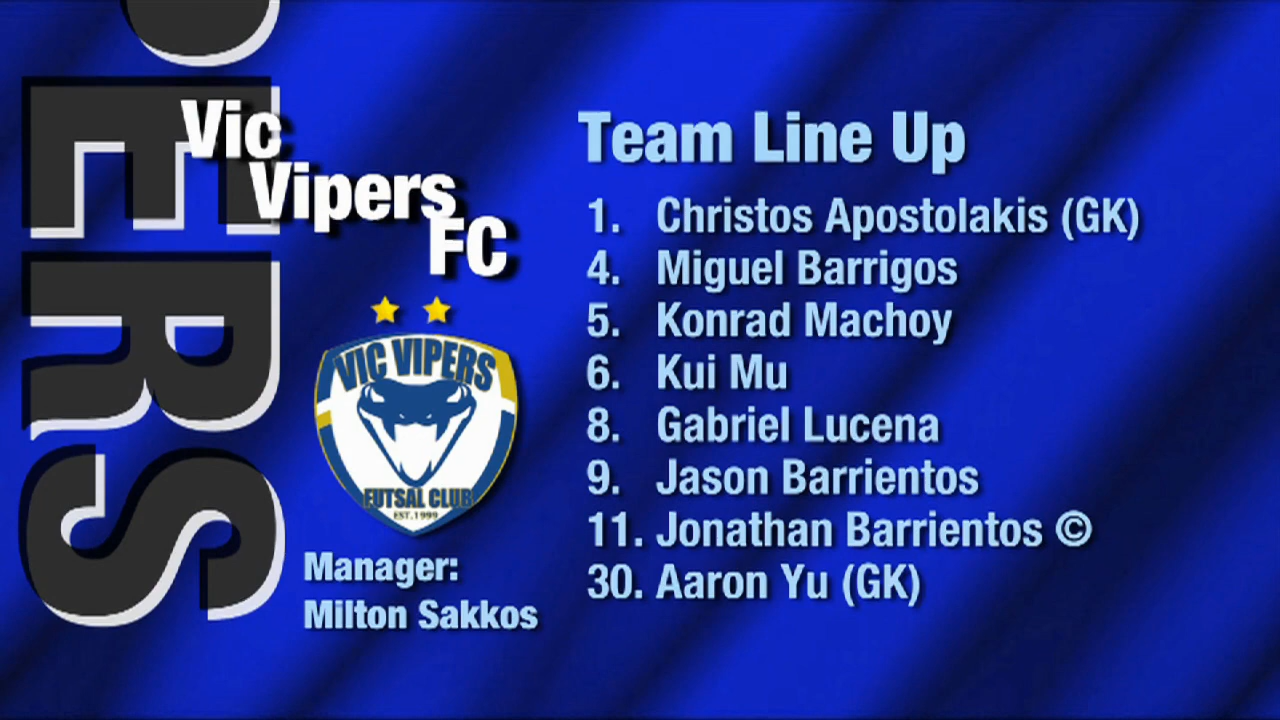 PERS
Vic
Vipers
FC
VIC VIPERS
FUTSAL CLUB
EST. 1999
Manager:
Milton Sakkos
Team Line Up
1. Christos Apostolakis (GK)
4. Miguel Barrigos
5. Konrad Machoy
6. Kui Mu
8. Gabriel Lucena
9. Jason Barrientos
11. Jonathan Barrientos ©
30. Aaron Yu (GK)